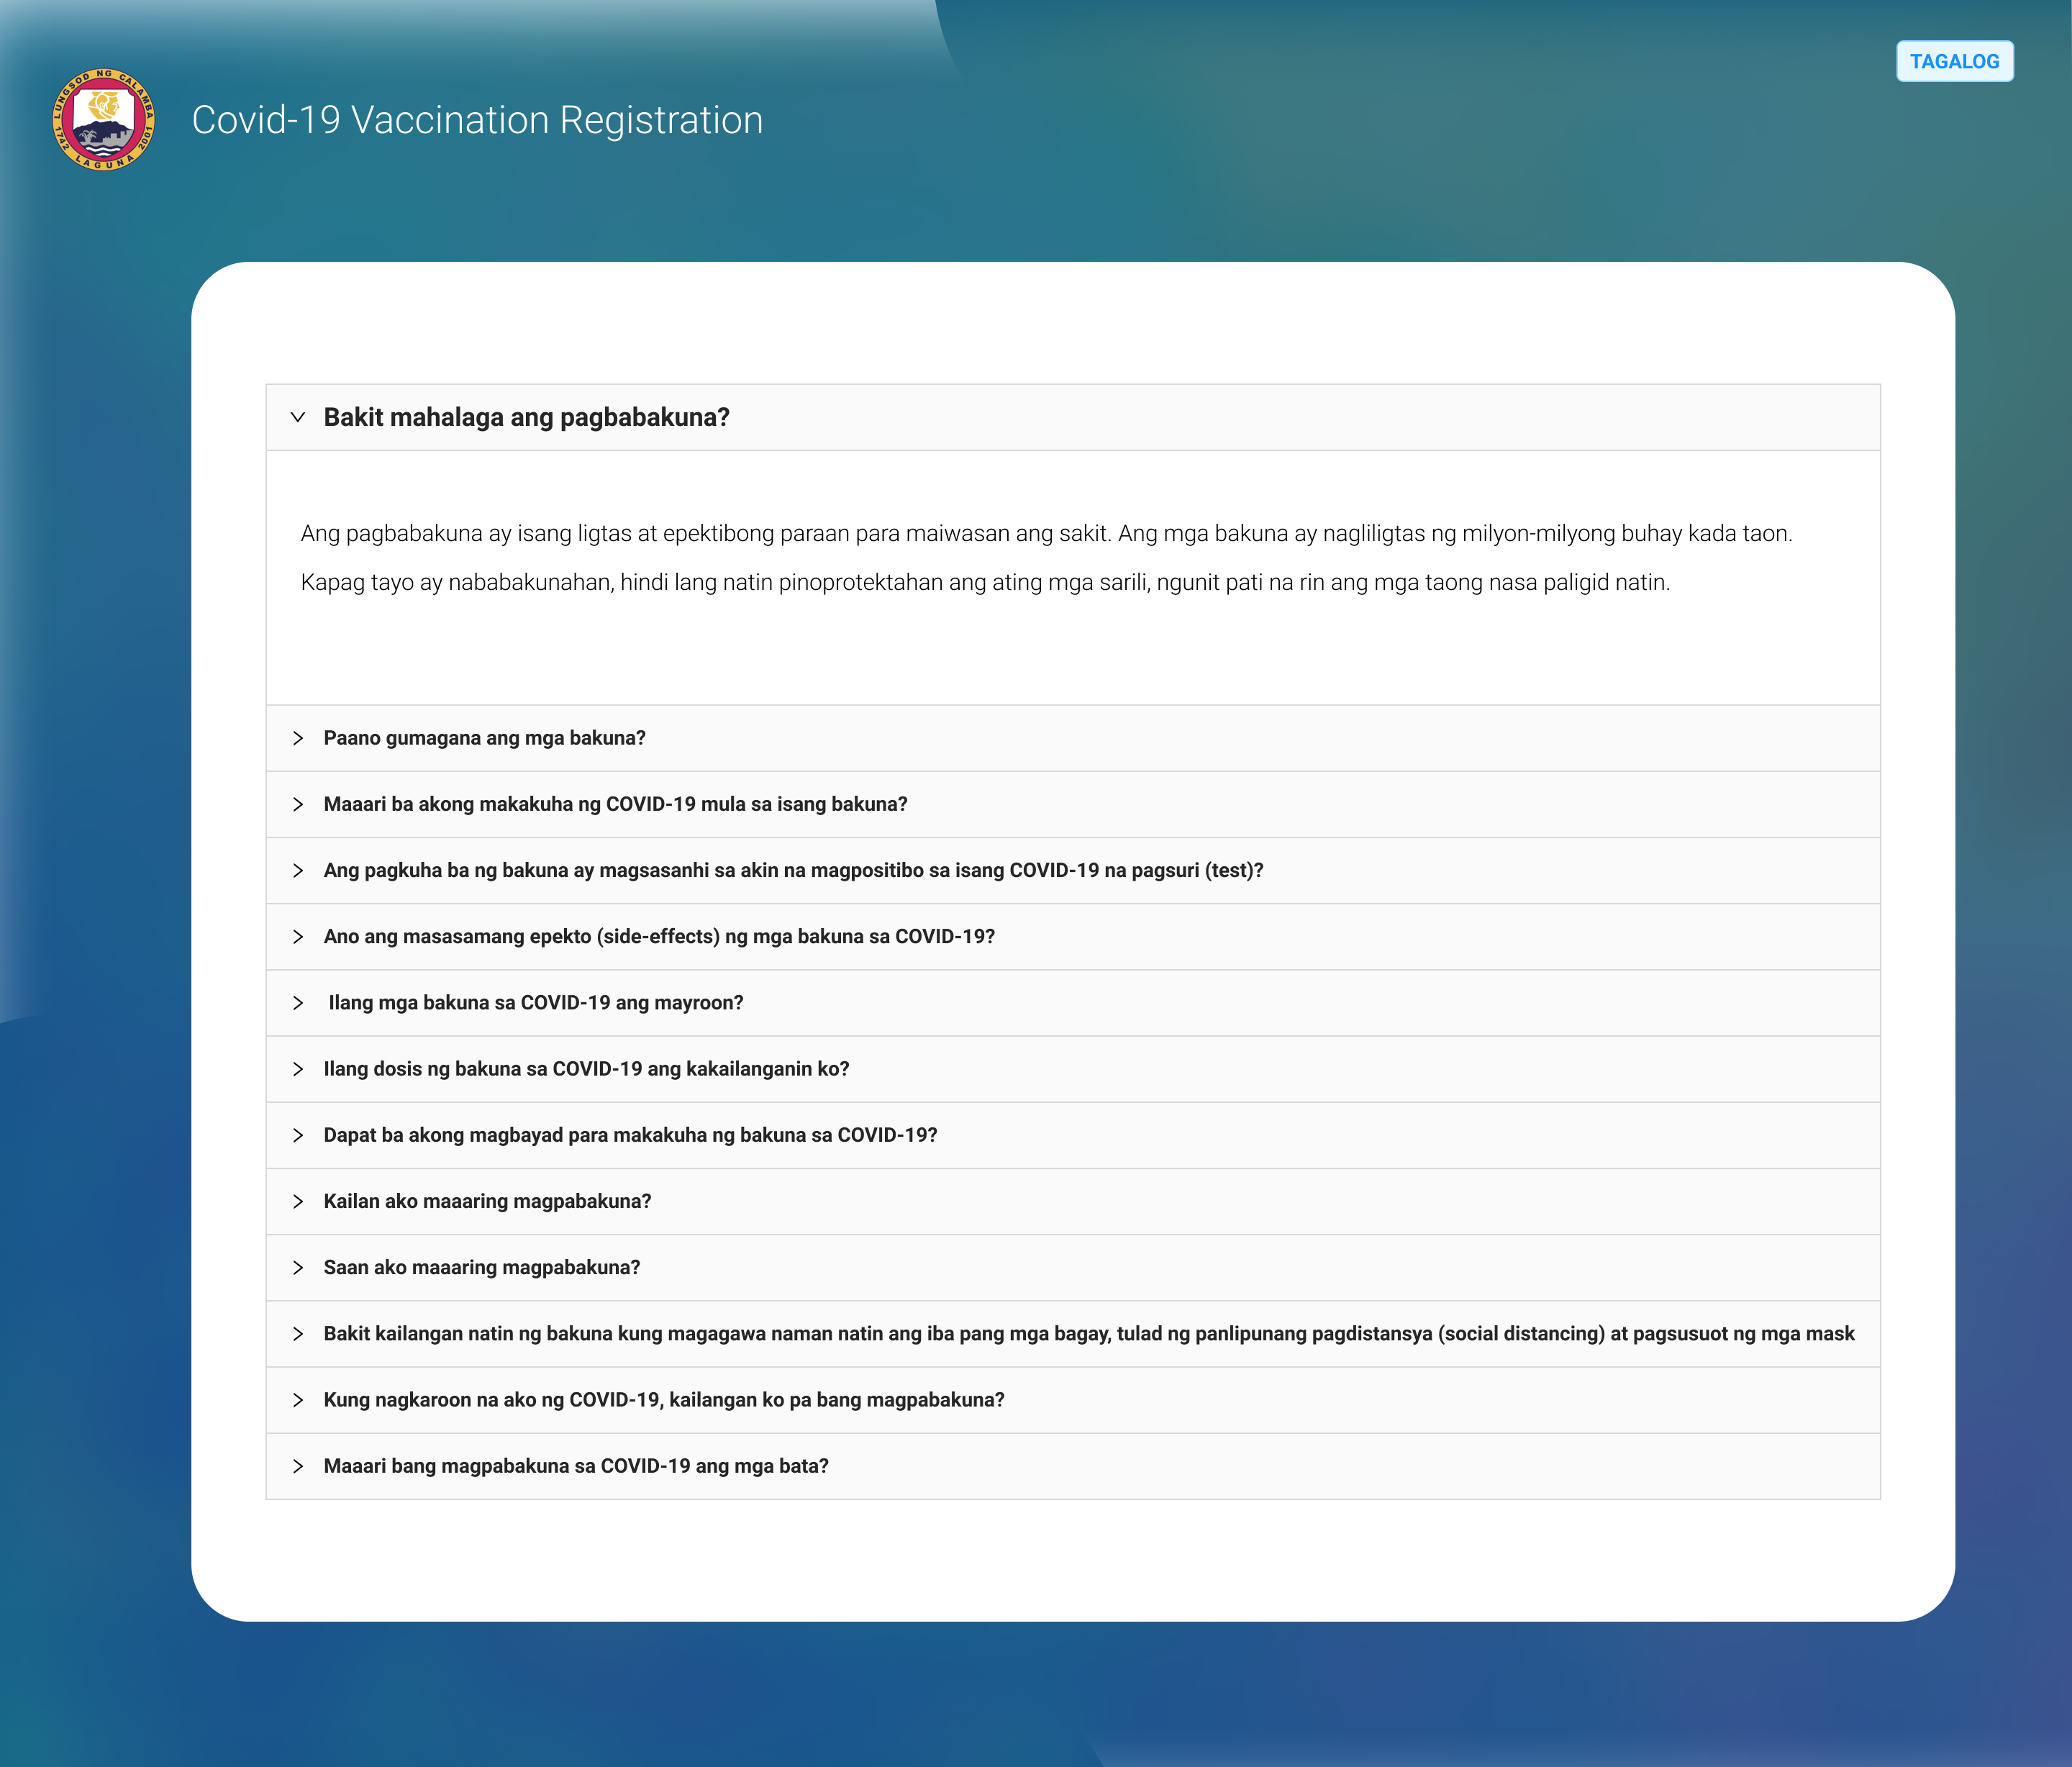 LUNGSOD NG CALAMBA
1742 LAGUNA 2001
Covid-19 Vaccination Registration
TAGALOG
Bakit mahalaga ang pagbabakuna?
Ang pagbabakuna ay isang ligtas at epektibong paraan para maiwasan ang sakit. Ang mga bakuna ay nagliligtas ng milyon-milyong buhay kada taon.
Kapag tayo ay nababakunahan, hindi lang natin pinoprotektahan ang ating mga sarili, ngunit pati na rin ang mga taong nasa paligid natin.
Paano gumagana ang mga bakuna?
Maaari ba akong makakuha ng COVID-19 mula sa isang bakuna?
Ang pagkuha ba ng bakuna ay magsasanhi sa akin na magpositibo sa isang COVID-19 na pagsuri (test)?
Ano ang masasamang epekto (side-effects) ng mga bakuna sa COVID-19?
Ilang mga bakuna sa COVID-19 ang mayroon?
Ilang dosis ng bakuna sa COVID-19 ang kakailanganin ko?
Dapat ba akong magbayad para makakuha ng bakuna sa COVID-19?
Kailan ako maaaring magpabakuna?
Saan ako maaaring magpabakuna?
Bakit kailangan natin ng bakuna kung magagawa naman natin ang iba pang mga bagay, tulad ng panlipunang pagdistansya (social distancing) at pagsusuot ng mga mask
Kung nagkaroon na ako ng COVID-19, kailangan ko pa bang magpabakuna?
Maaari bang magpabakuna sa COVID-19 ang mga bata?